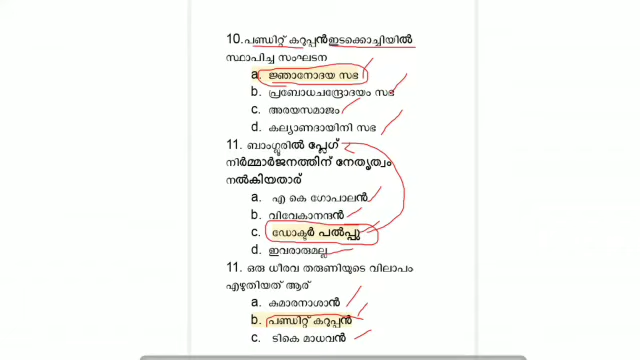 10. പണ്ഡിറ്റ് കറുപ്പൻ ഇടക്കൊച്ചിയിൽ
സ്ഥാപിച്ച സംഘടന
a. ജ്ഞാനോദയ സഭ
b. പ്രബോധചന്ദ്രോദയം സഭ
c. അരയസമാജം
d. കല്യാണദായിനി സഭ
11. ബാംഗ്ലൂരിൽ പ്ലേഗ്
നിർമ്മാർജനത്തിന് നേതൃത്വം
നൽകിയതാര്
a. എ കെ ഗോപാലൻ
b. വിവേകാനന്ദൻ
c. ഡോക്ടർ പൽപ്പു
d. ഇവരാരുമല്ല
11. ഒരു ധീരവ തരുണിയുടെ വിലാപം
എഴുതിയത് ആര്
a. കുമാരനാശാൻ
b. പണ്ഡിറ്റ് കറുപ്പൻ
c. ടികെ മാധവൻ